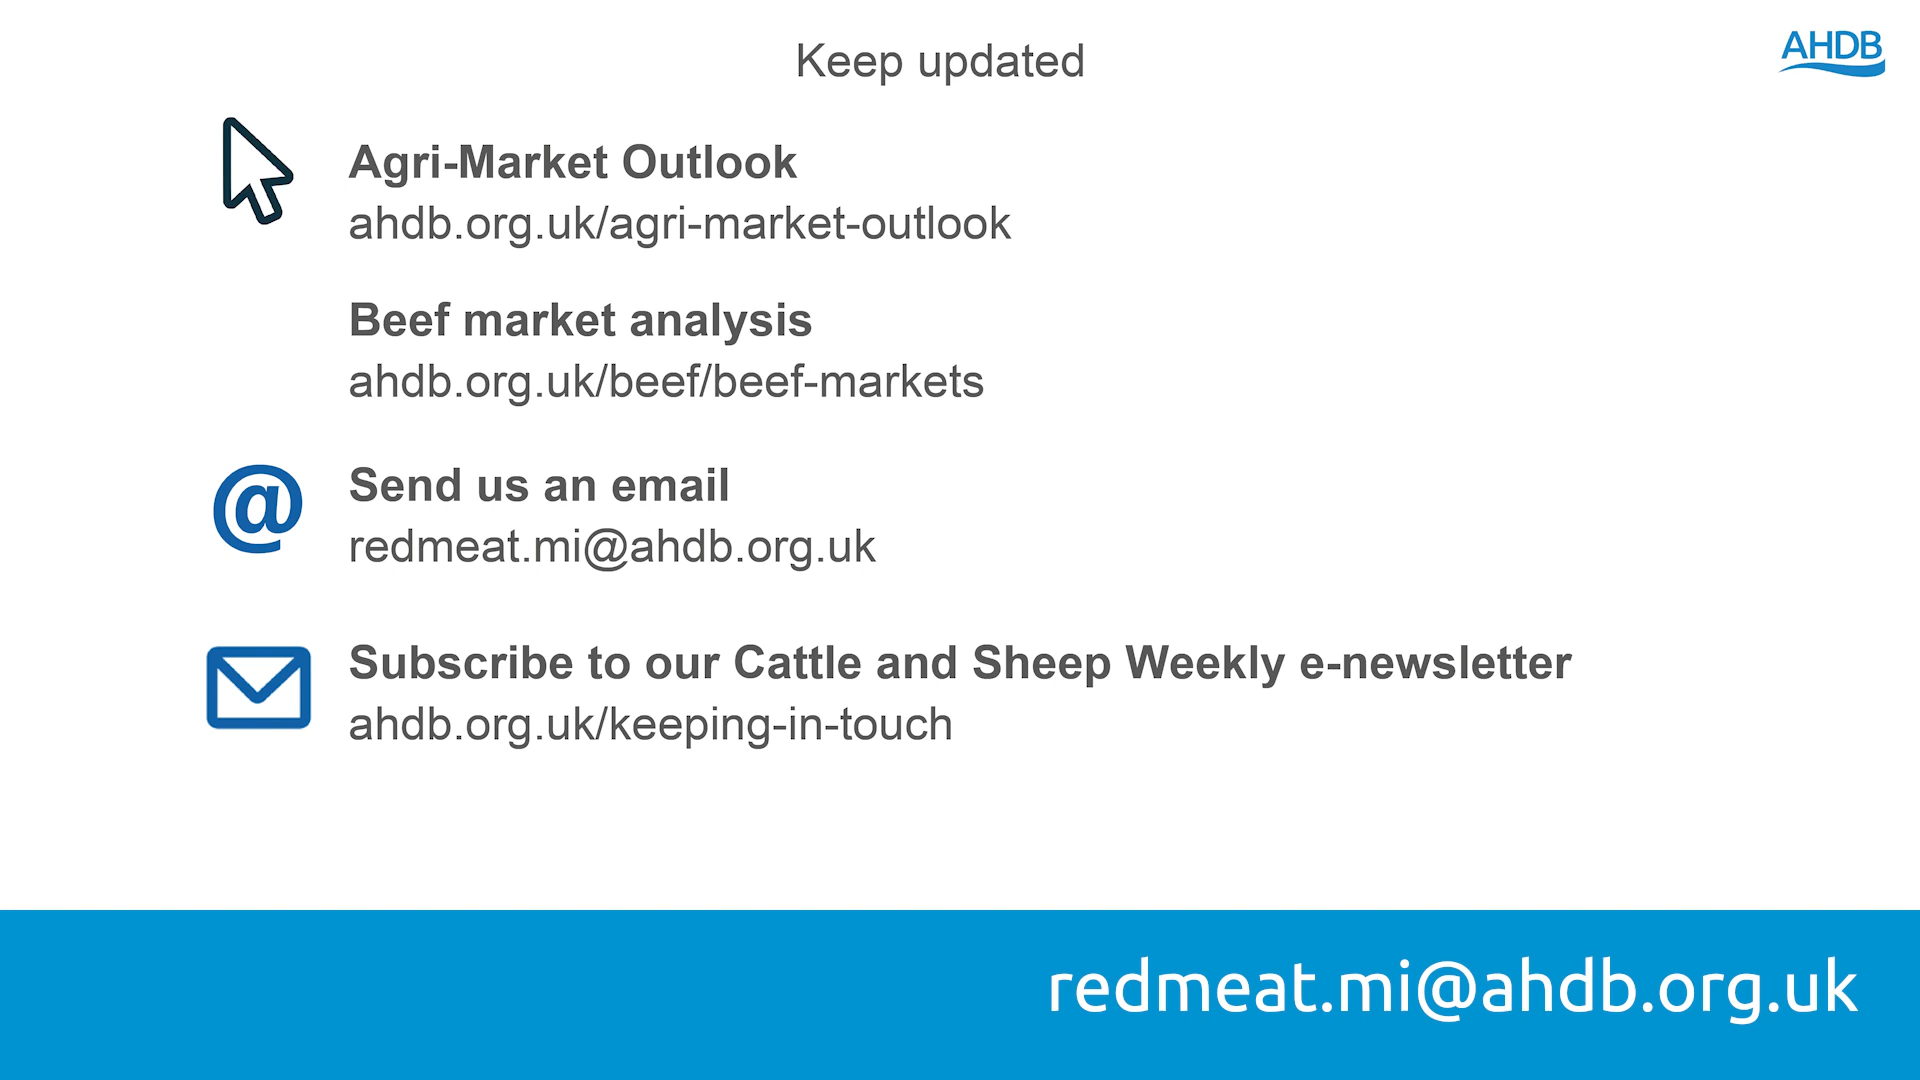 Keep updated
AHDB
Agri-Market Outlook
ahdb.org.uk/agri-market-outlook
Beef market analysis
ahdb.org.uk/beef/beef-markets
@
Send us an email
redmeat.mi@ahdb.org.uk
Subscribe to our Cattle and Sheep Weekly e-newsletter
ahdb.org.uk/keeping-in-touch
redmeat.mi@ahdb.org.uk